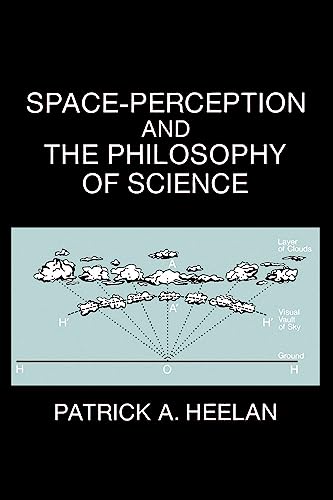 SPACE-PERCEPTION
AND
THE PHILOSOPHY
OF SCIENCE
Layer
of Clouds
A
A'
H'
H'
Visual
Vault
of Sky
Ground
H
O
H
PATRICK A. HEELAN